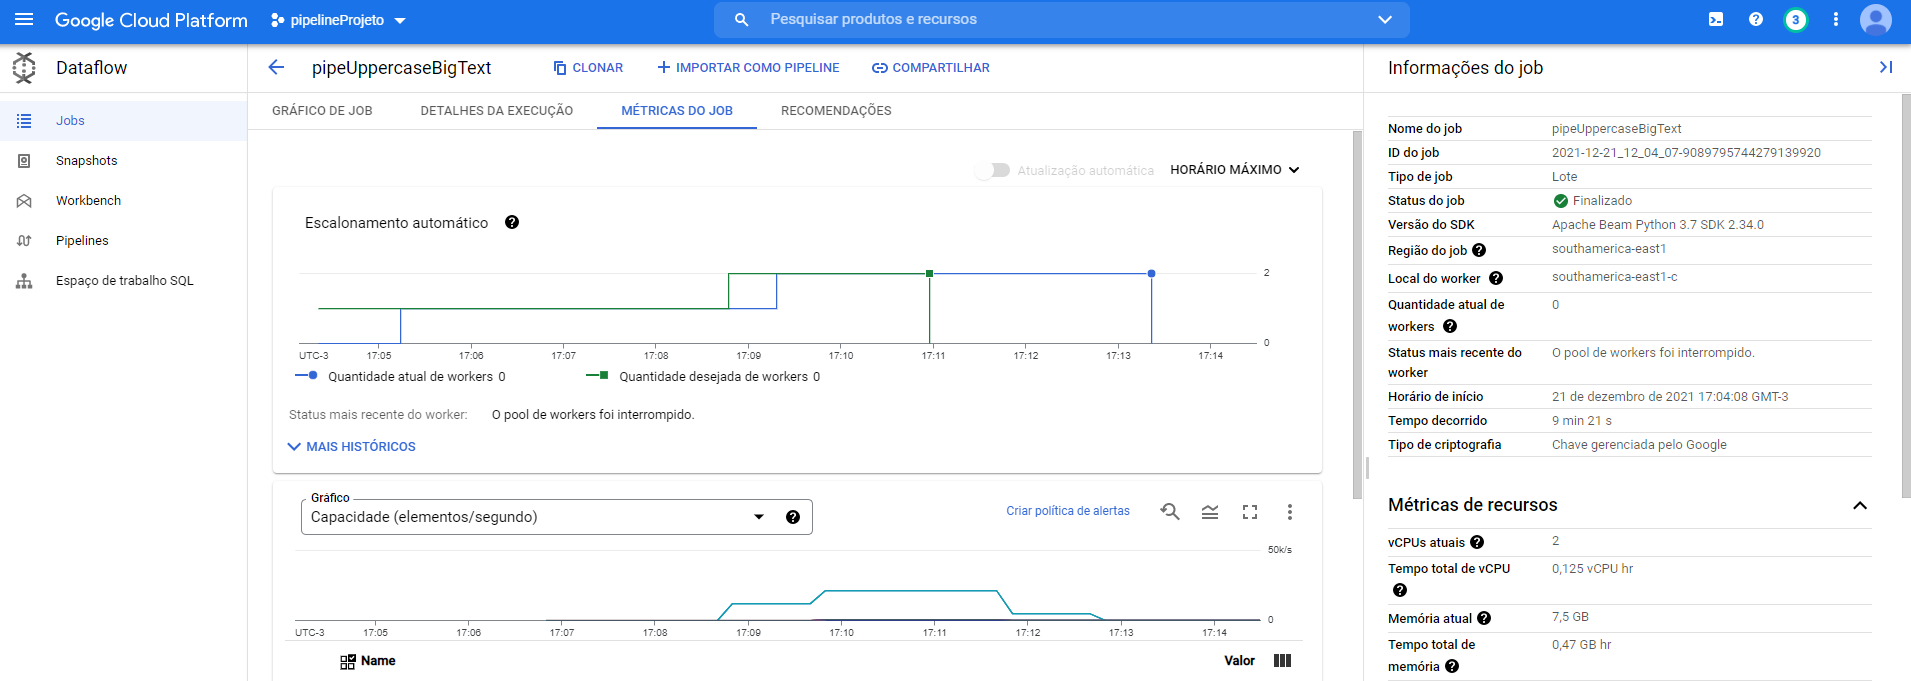 Google Cloud Platform
pipelineProjeto
Pesquisar produtos e recursos
3
Dataflow
Jobs
Snapshots
Workbench
Pipelines
Espaço de trabalho SQL
pipeUppercaseBigText
CLONAR
IMPORTAR COMO PIPELINE
COMPARTILHAR
GRÁFICO DE JOB
DETALHES DA EXECUÇÃO
MÉTRICAS DO JOB
RECOMENDAÇÕES
Atualização automática
HORÁRIO MÁXIMO
Escalonamento automático
2
0
UTC-3 17:05 17:06 17:07 17:08 17:09 17:10 17:11 17:12 17:13 17:14
Quantidade atual de workers 0
Quantidade desejada de workers 0
Status mais recente do worker: O pool de workers foi interrompido.
MAIS HISTÓRICOS
Gráfico
Capacidade (elementos/segundo)
Criar política de alertas
50k/s
0
UTC-3 17:05 17:06 17:07 17:08 17:09 17:10 17:11 17:12 17:13 17:14
Name
Valor
Informações do job
Nome do job pipeUppercaseBigText
ID do job 2021-12-21_12_04_07-9089795744279139920
Tipo de job Lote
Status do job Finalizado
Versão do SDK Apache Beam Python 3.7 SDK 2.34.0
Região do job southamerica-east1
Local do worker southamerica-east1-c
Quantidade atual de 0
workers
Status mais recente do O pool de workers foi interrompido.
worker
Horário de início 21 de dezembro de 2021 17:04:08 GMT-3
Tempo decorrido 9 min 21 s
Tipo de criptografia Chave gerenciada pelo Google
Métricas de recursos
vCPUs atuais 2
Tempo total de vCPU 0,125 vCPU hr
Memória atual 7,5 GB
Tempo total de 0,47 GB hr
memória